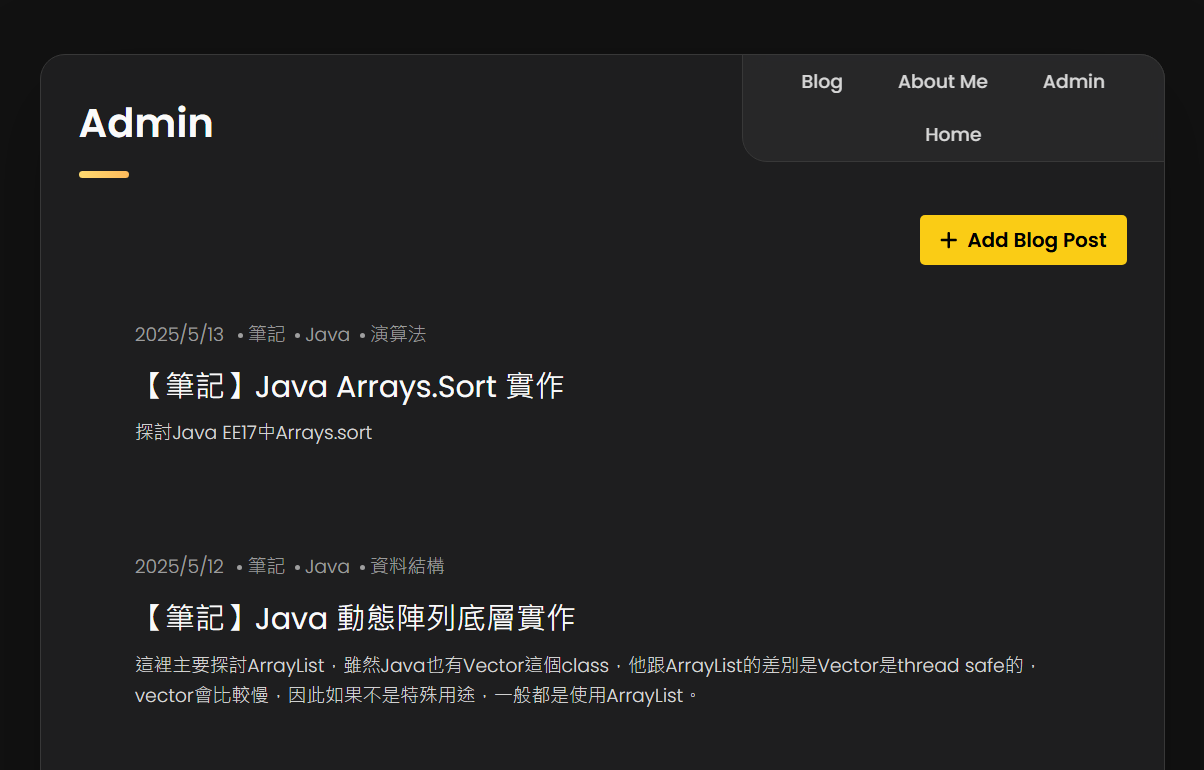 Admin
Blog About Me Admin
Home
+ Add Blog Post
2025/5/13 • 筆記 • Java • 演算法
【筆記】Java Arrays.Sort 實作
探討Java EE17中Arrays.sort
2025/5/12 • 筆記 • Java • 資料結構
【筆記】Java 動態陣列底層實作
這裡主要探討ArrayList，雖然Java也有Vector這個class，他跟ArrayList的差別是Vector是thread safe的，
vector會比較慢，因此如果不是特殊用途，一般都是使用ArrayList。